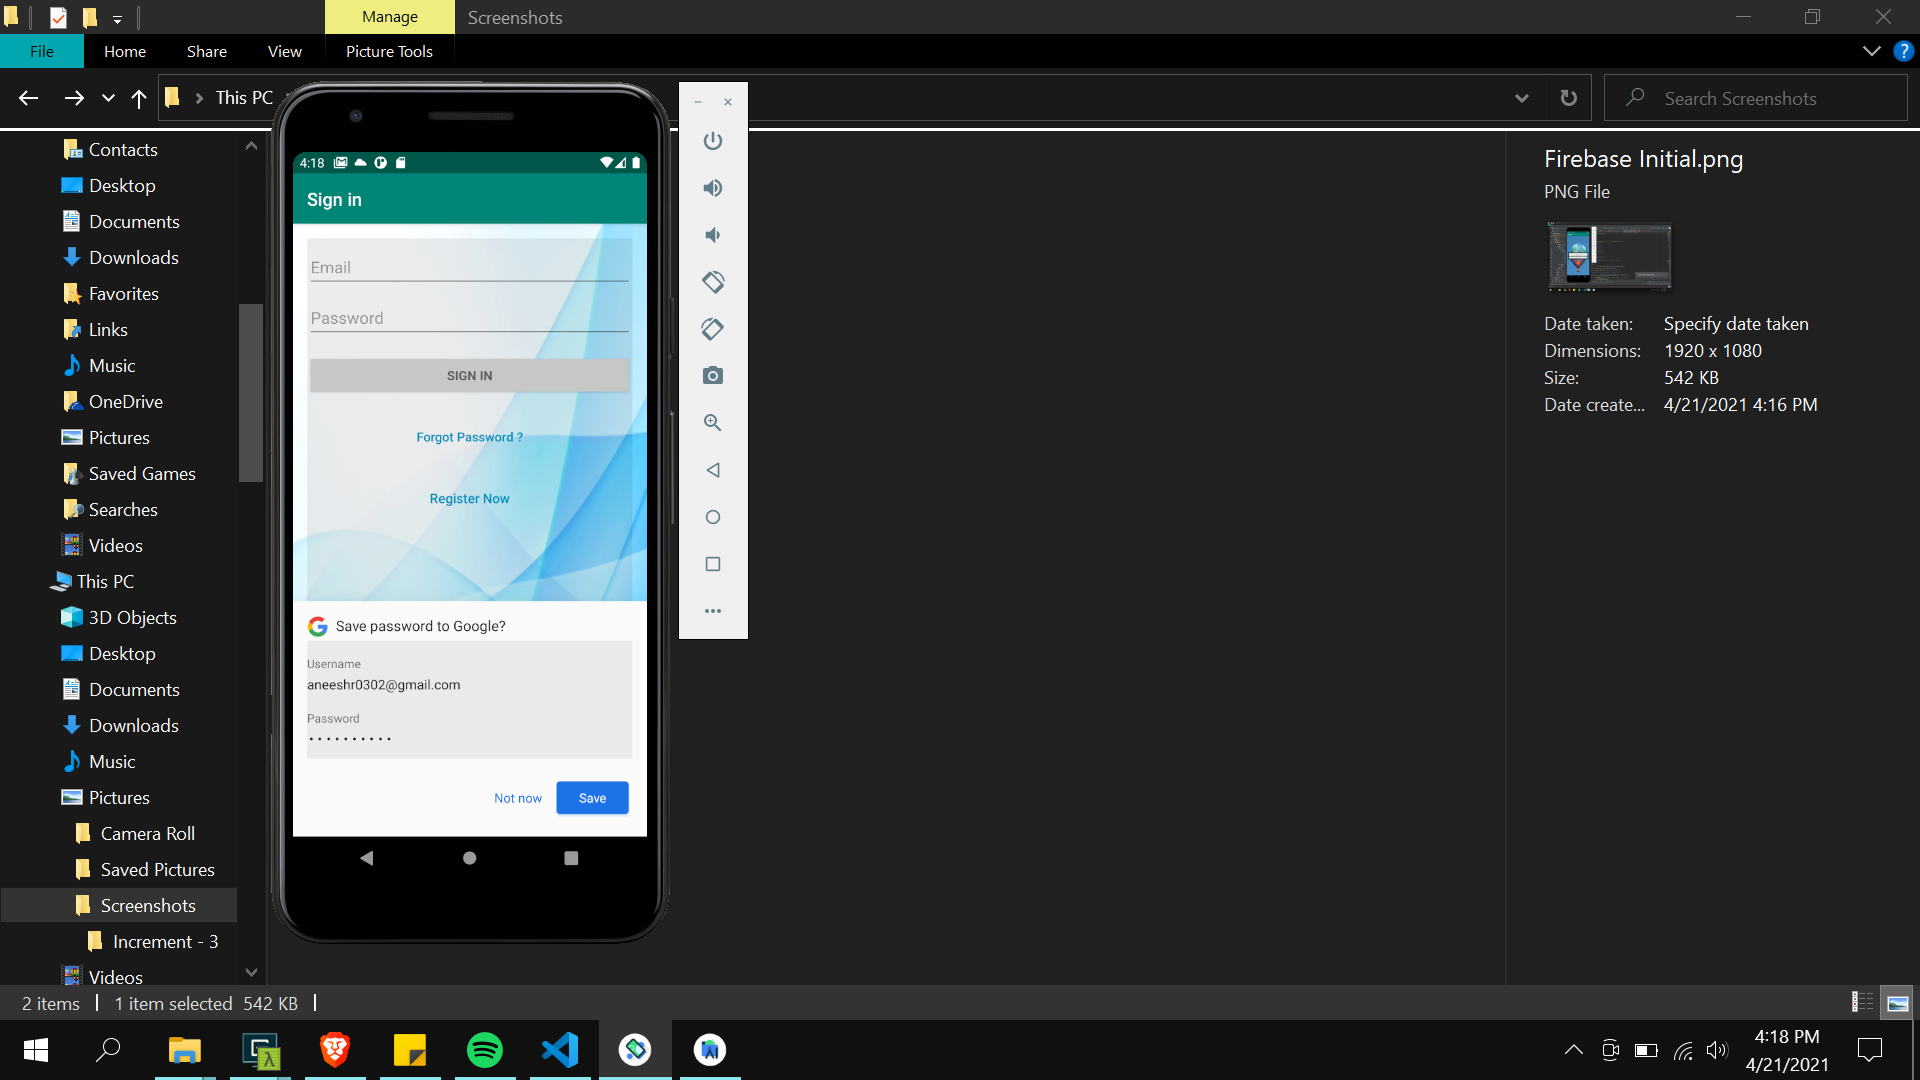 Manage
Screenshots
File
Home
Share
View
Picture Tools
?
This PC
Search Screenshots
Contacts
Desktop
Documents
Downloads
Favorites
Links
Music
OneDrive
Pictures
Saved Games
Searches
Videos
This PC
3D Objects
Desktop
Documents
Downloads
Music
Pictures
Camera Roll
Saved Pictures
Screenshots
Increment - 3
Videos
4:18
Sign in
Email
Password
SIGN IN
Forgot Password ?
Register Now
Save password to Google?
Username
aneeshr0302@gmail.com
Password
••••••••••
Not now
Save
Firebase Initial.png
PNG File
Date taken: Specify date taken
Dimensions: 1920 x 1080
Size: 542 KB
Date create... 4/21/2021 4:16 PM
2 items
1 item selected 542 KB
4:18 PM
4/21/2021